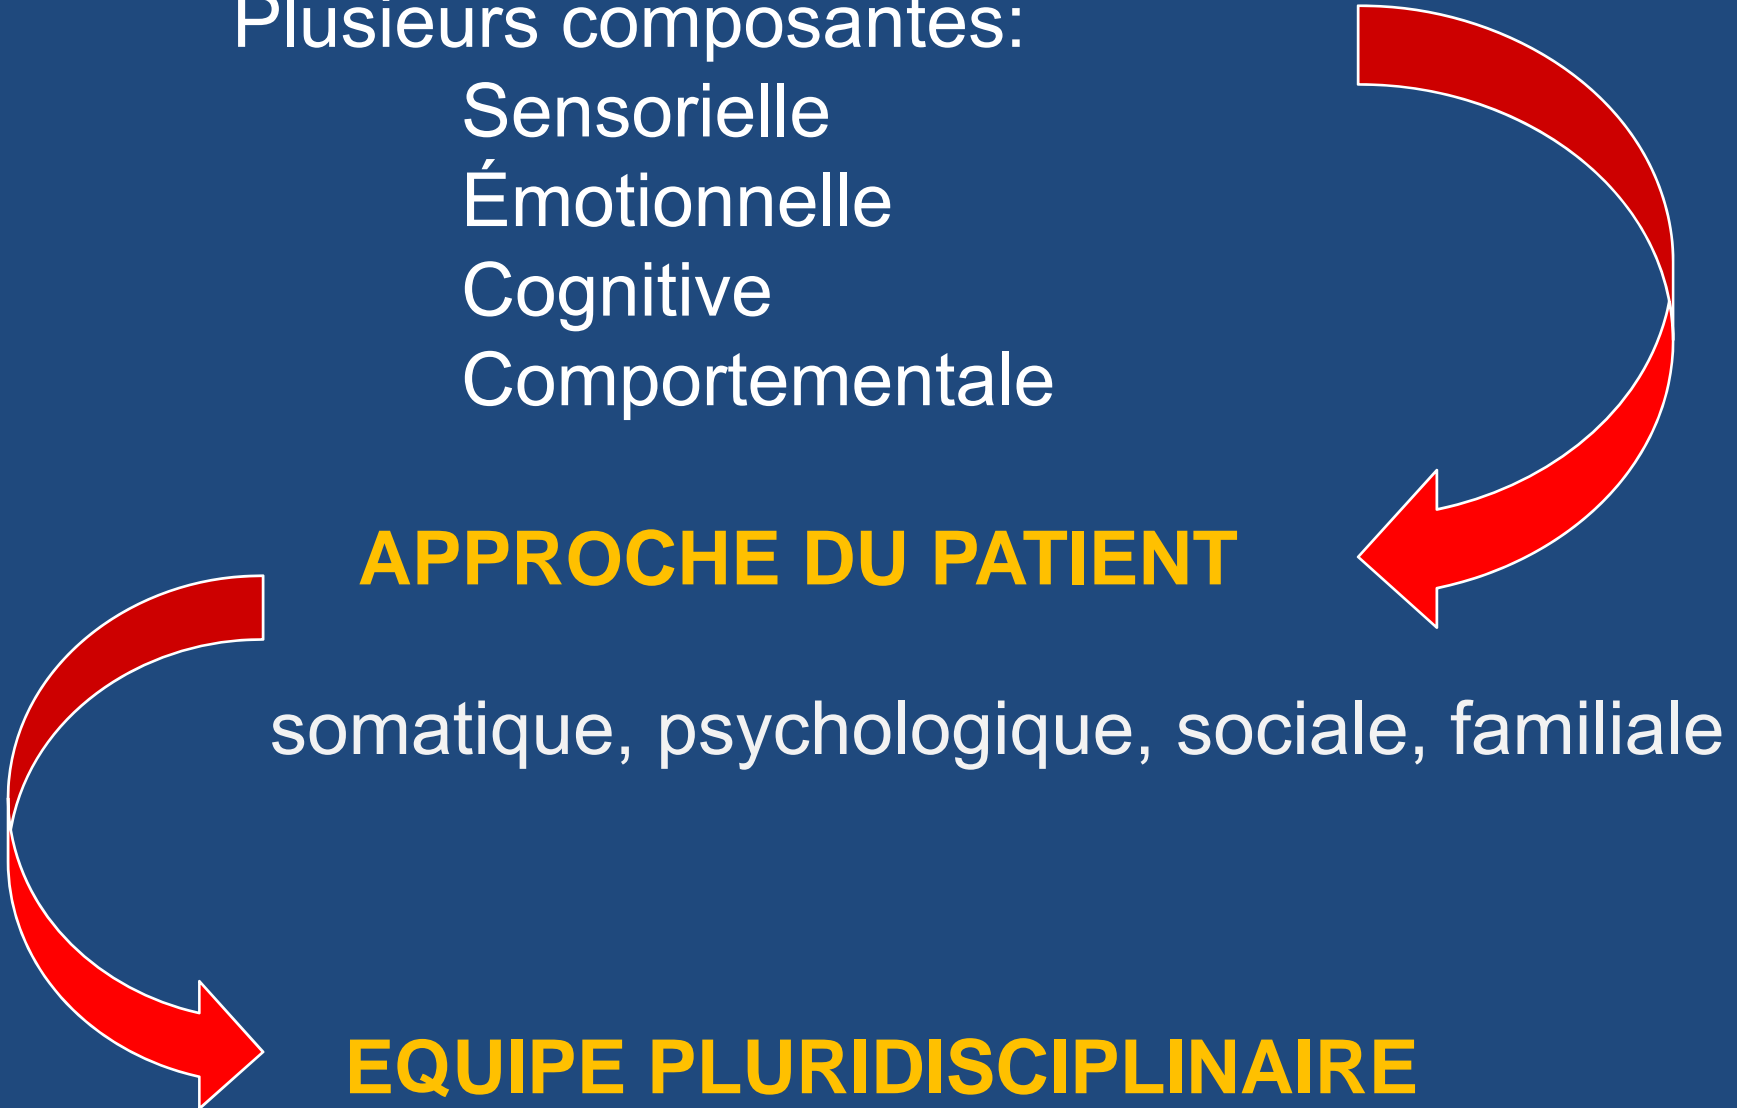 Plusieurs composantes:
Sensorielle
Émotionnelle
Cognitive
Comportementale
APPROCHE DU PATIENT
somatique, psychologique, sociale, familiale
EQUIPE PLURIDISCIPLINAIRE